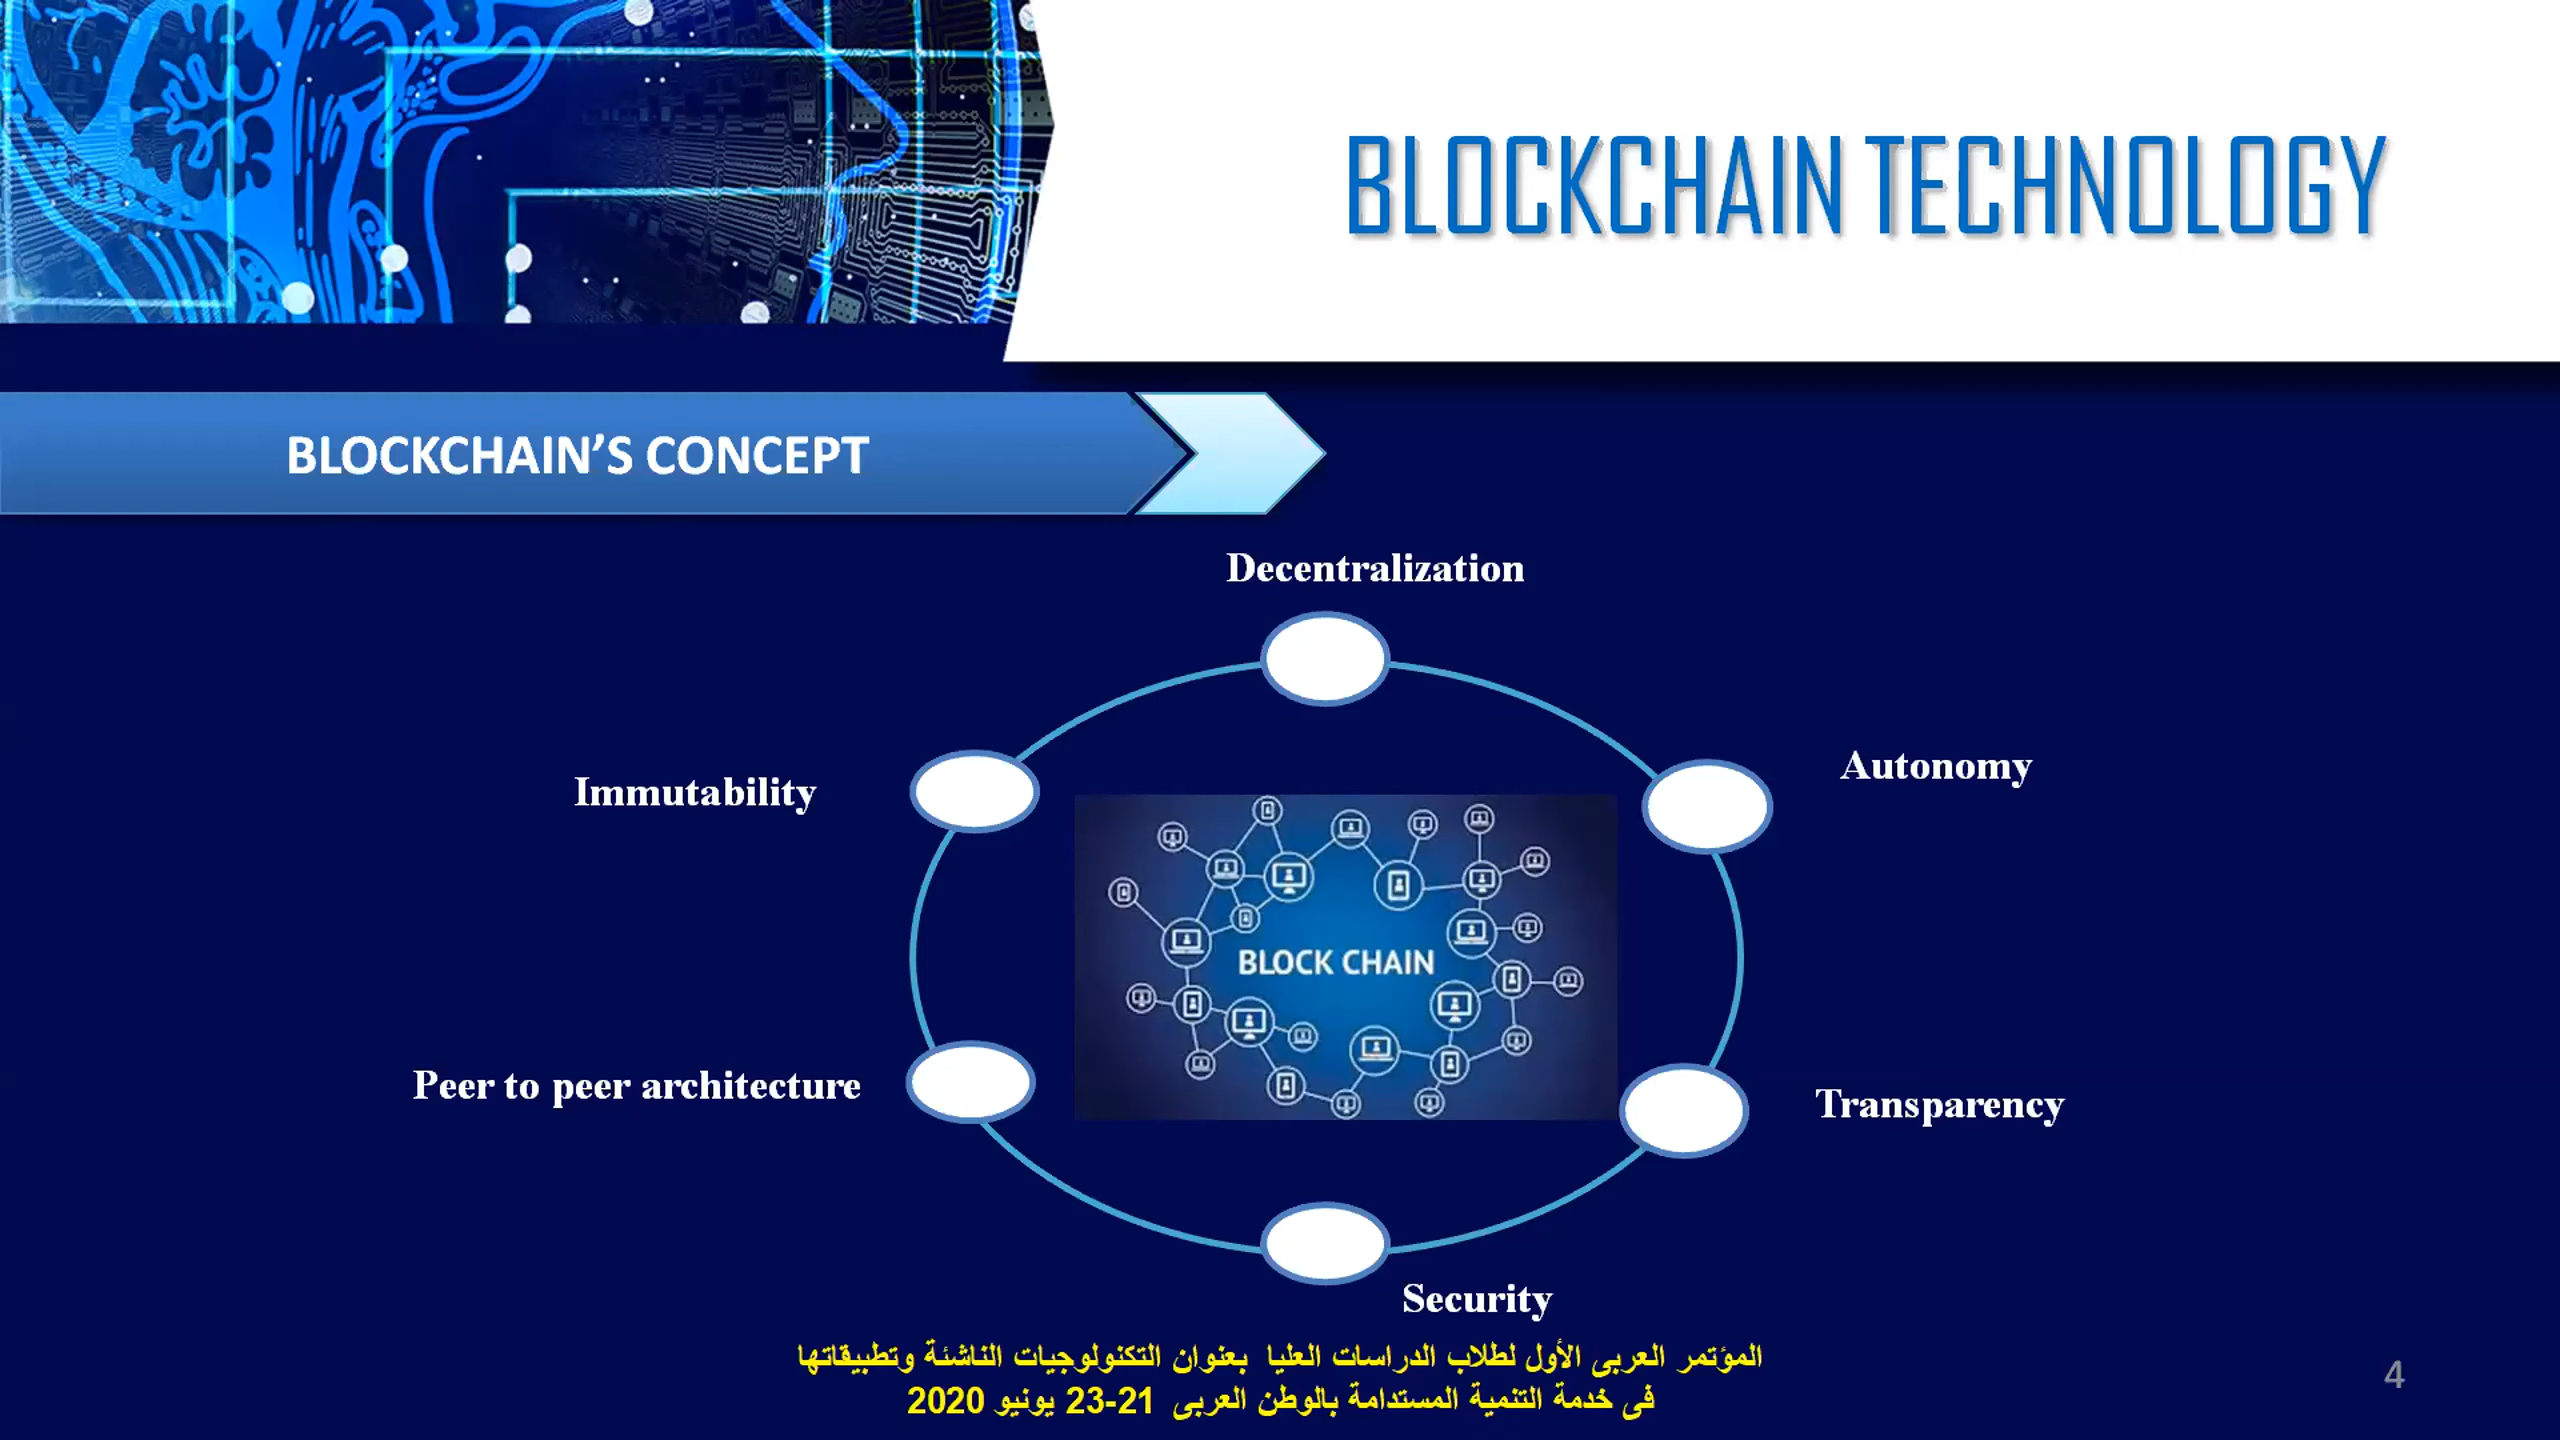 BLOCKCHAIN TECHNOLOGY
BLOCKCHAIN’S CONCEPT
Decentralization
Autonomy
Immutability
BLOCK CHAIN
Peer to peer architecture
Transparency
Security
المؤتمر العربى الأول لطلاب الدراسات العليا بعنوان التكنولوجيات الناشئة وتطبيقاتها
فى خدمة التنمية المستدامة بالوطن العربى 21-23 يونيو 2020
4